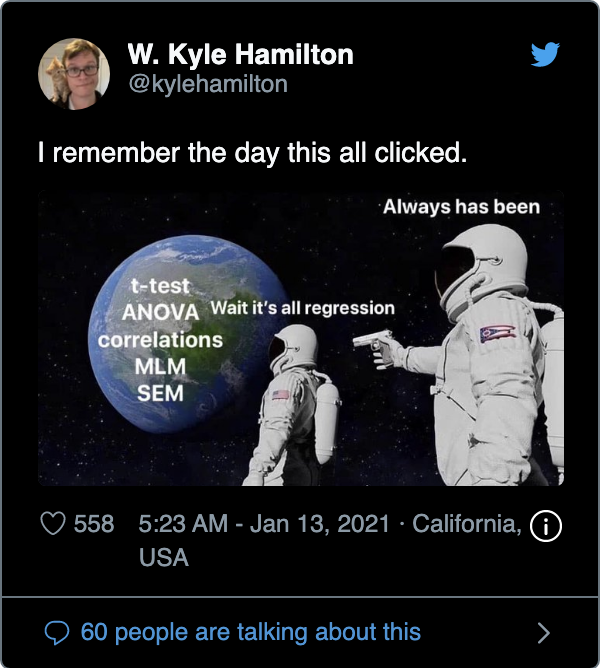 W. Kyle Hamilton
@kylehamilton
I remember the day this all clicked.
Always has been
t-test
ANOVA
correlations
MLM
SEM
Wait it's all regression
558 5:23 AM - Jan 13, 2021 · California,
USA
60 people are talking about this